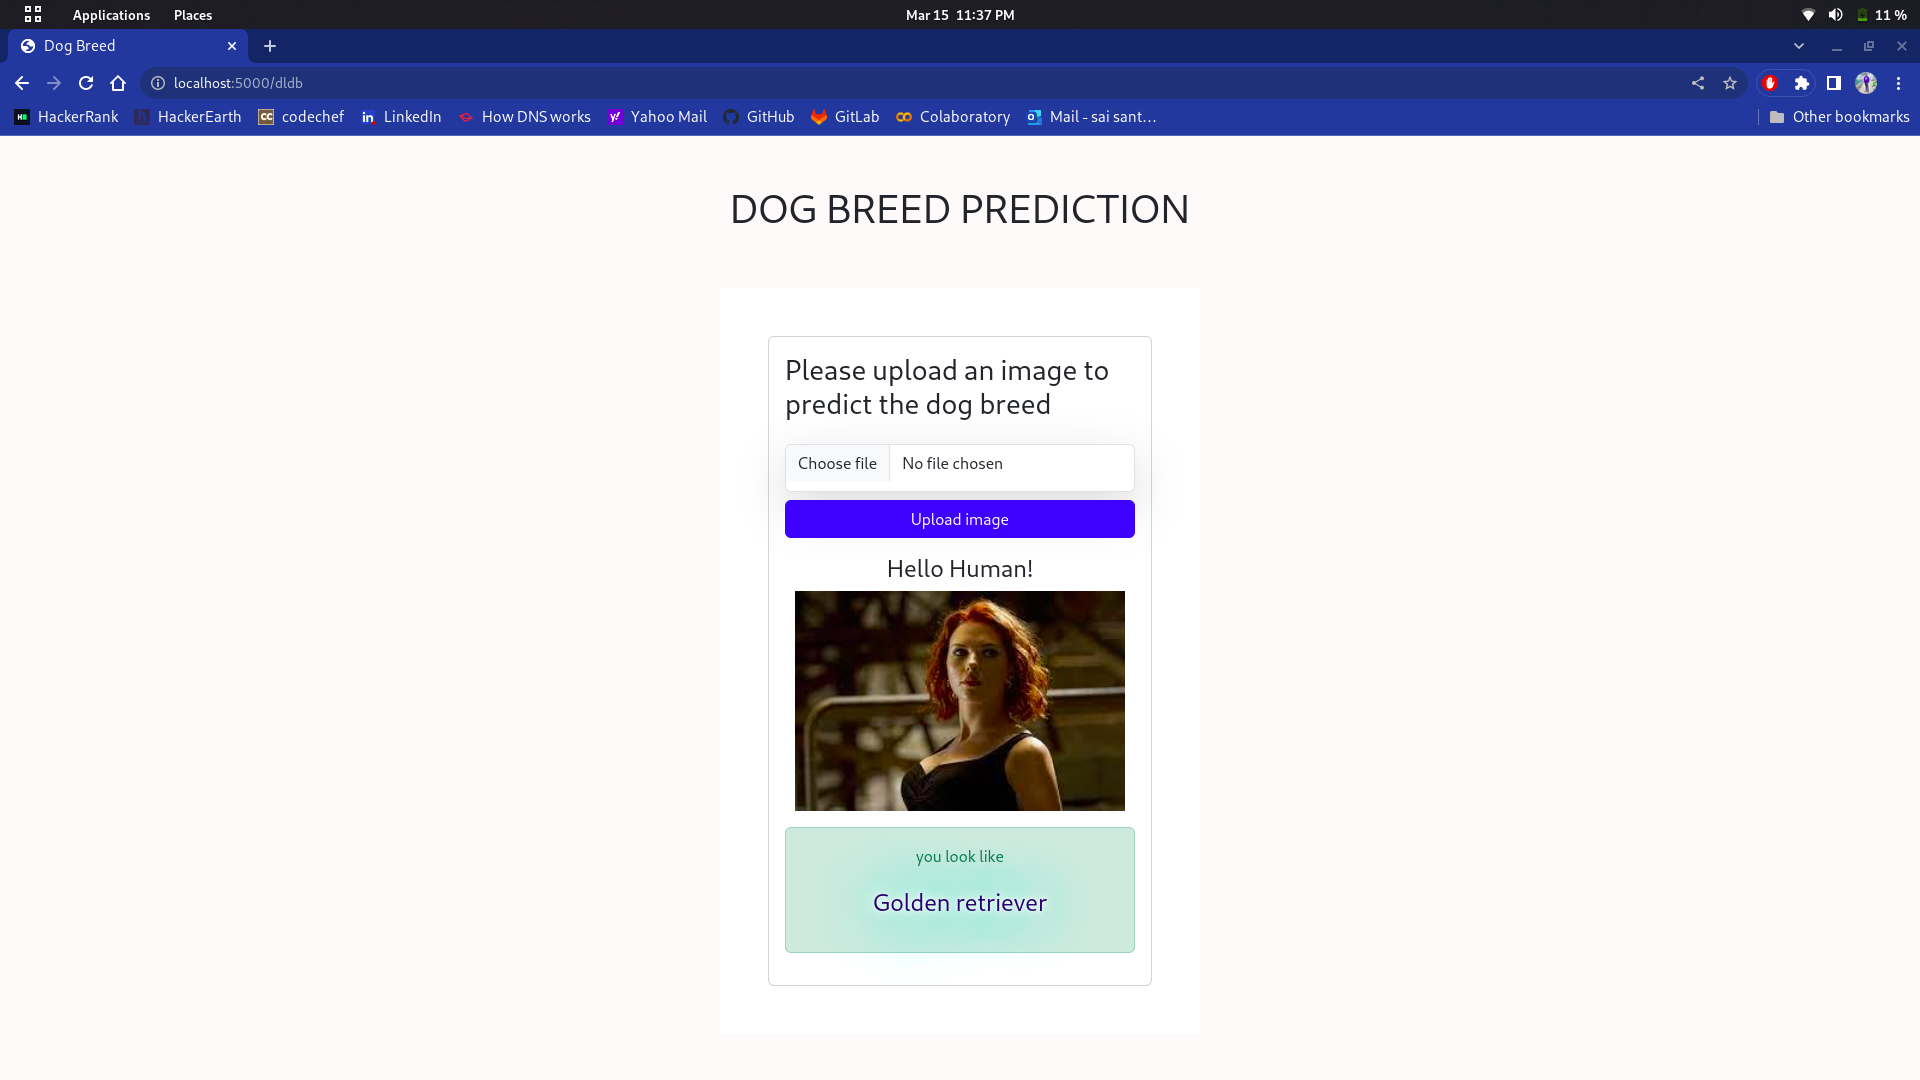 Applications Places Mar 15 11:37 PM 11 %
Dog Breed
localhost:5000/dldb
HackerRank HackerEarth codechef LinkedIn How DNS works Yahoo Mail GitHub GitLab Colaboratory Mail - sai sant... Other bookmarks
DOG BREED PREDICTION
Please upload an image to
predict the dog breed
Choose file No file chosen
Upload image
Hello Human!
you look like
Golden retriever